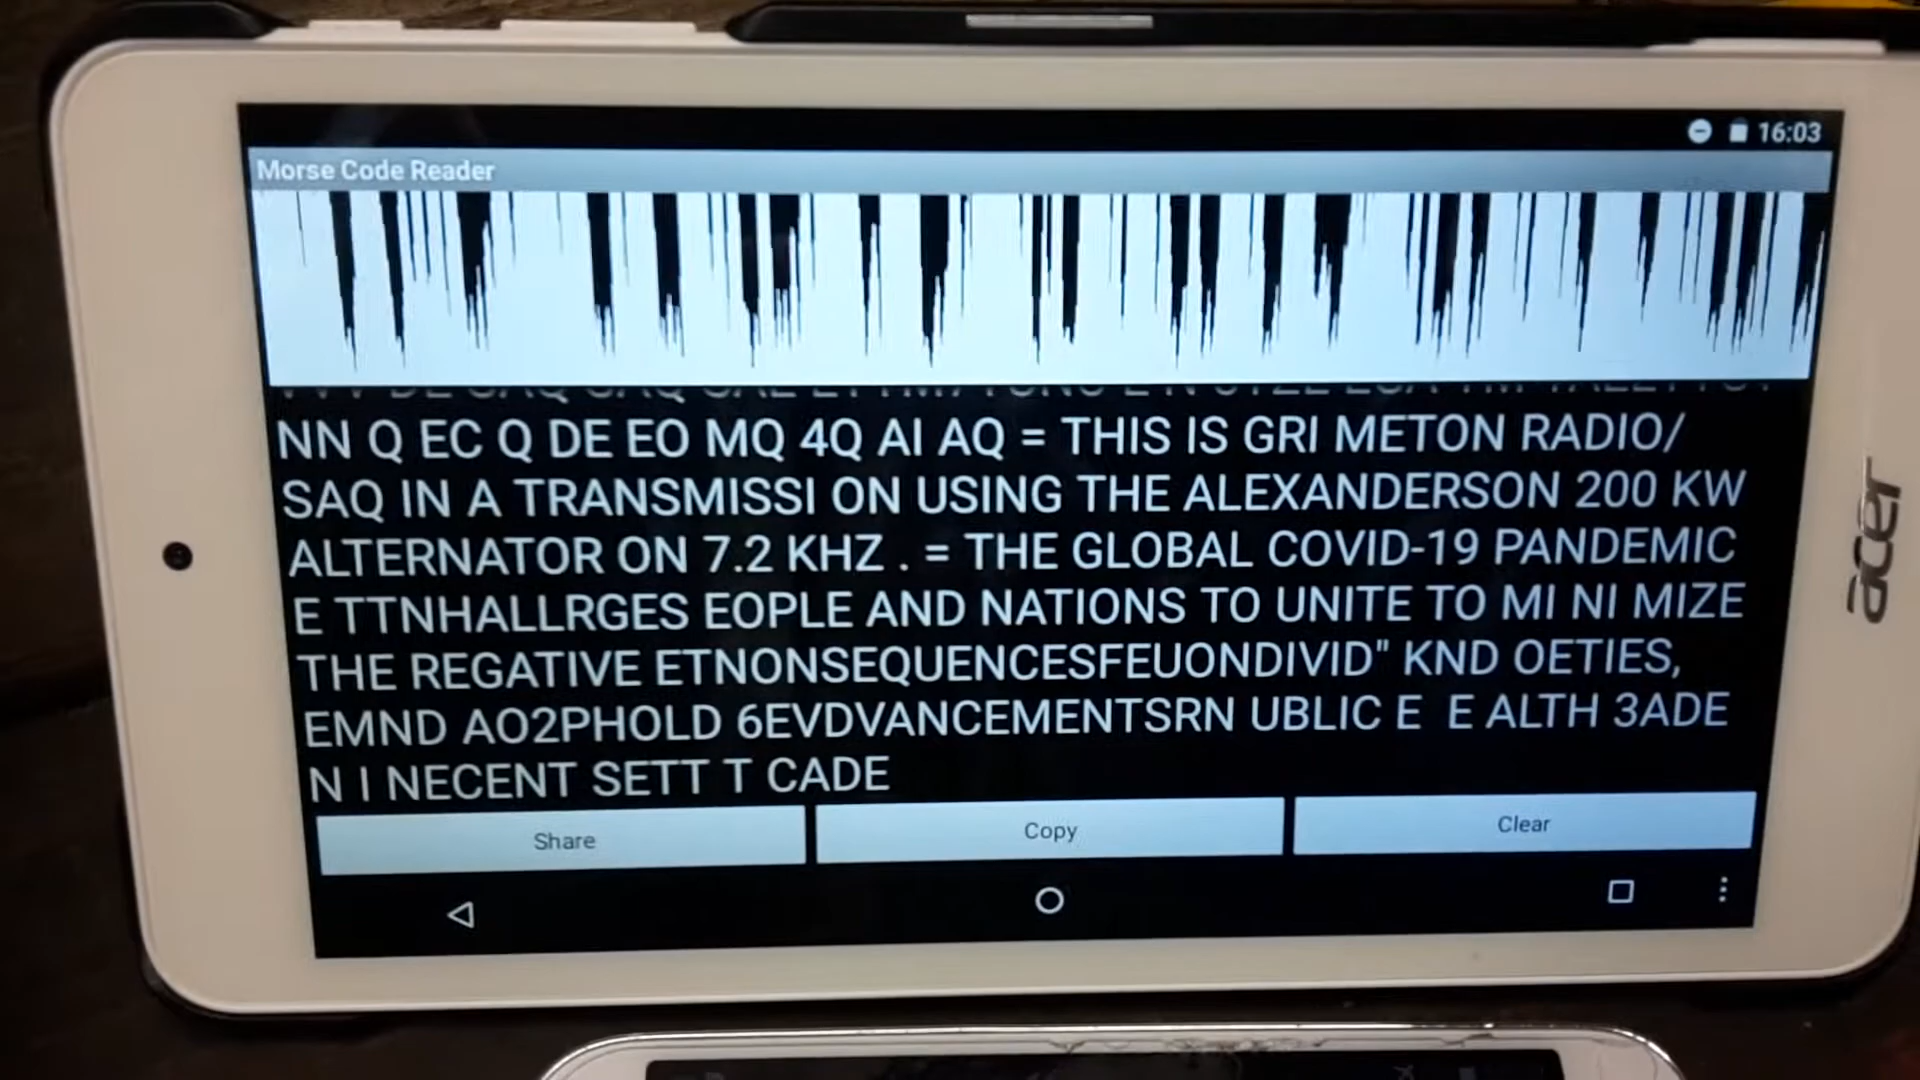 16:03
Morse Code Reader
NN Q EC Q DE EO MQ 4Q AI AQ = THIS IS GRI METON RADIO/
SAQ IN A TRANSMISSI ON USING THE ALEXANDERSON 200 KW
ALTERNATOR ON 7.2 KHZ . = THE GLOBAL COVID-19 PANDEMIC
E TTNHALLRGES EOPLE AND NATIONS TO UNITE TO MI NI MIZE
THE REGATIVE ETNONSEQUENCESFEUONDIVID" KND OETIES,
EMND AO2PHOLD 6EVDVANCEMENTSRN UBLIC E  E ALTH 3ADE
N I NECENT SETT T CADE
Share
Copy
Clear
acer